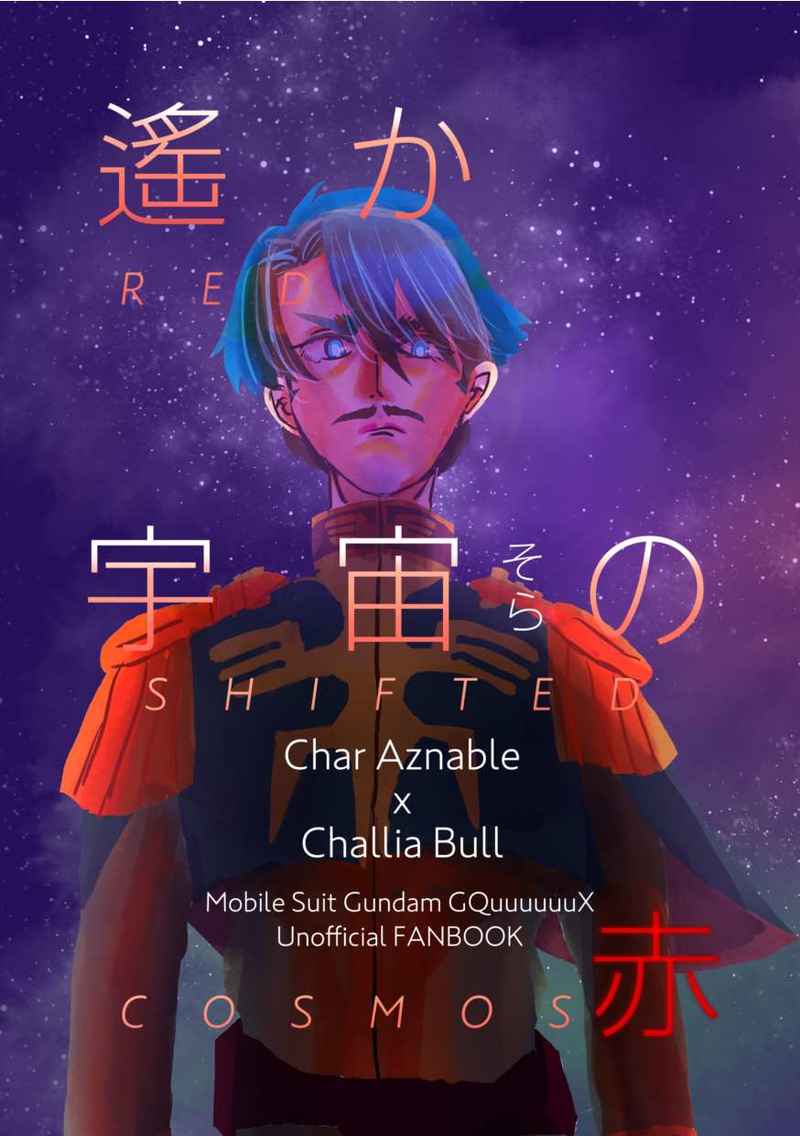 遥か
RED
宇宙の
そら
SHIFTED
Char Aznable
x
Challia Bull
Mobile Suit Gundam GQuuuuuuX
Unofficial FANBOOK
赤
COSMOS